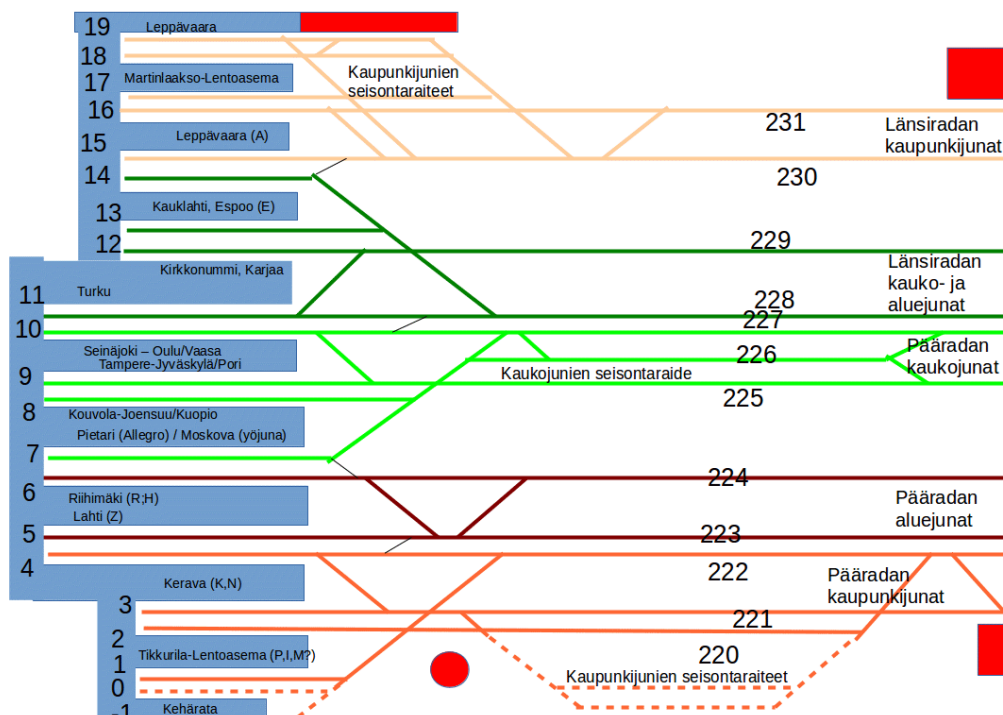 19 Leppävaara
18
Kaupunkijunien
seisontaraiteet
17 Martinlaakso-Lentoasema
16
231
Länsiradan
kaupunkijunat
15 Leppävaara (A)
14
230
13 Kauklahti, Espoo (E)
12
229
Kirkkonummi, Karjaa
Länsiradan
kauko- ja
aluejunat
11 Turku
228
10
227
Seinäjoki – Oulu/Vaasa
Tampere-Jyväskylä/Pori
226
Pääradan
kaukojunat
9
Kaukojunien seisontaraide
225
8 Kouvola-Joensuu/Kuopio
Pietari (Allegro) / Moskova (yöjuna)
7
224
6 Riihimäki (R;H)
Lahti (Z)
Pääradan
aluejunat
5
223
4
222
Kerava (K,N)
Pääradan
kaupunkijunat
3
221
2
1 Tikkurila-Lentoasema (P,I,M?)
220
Kaupunkijunien seisontaraiteet
0
-1 Kehärata